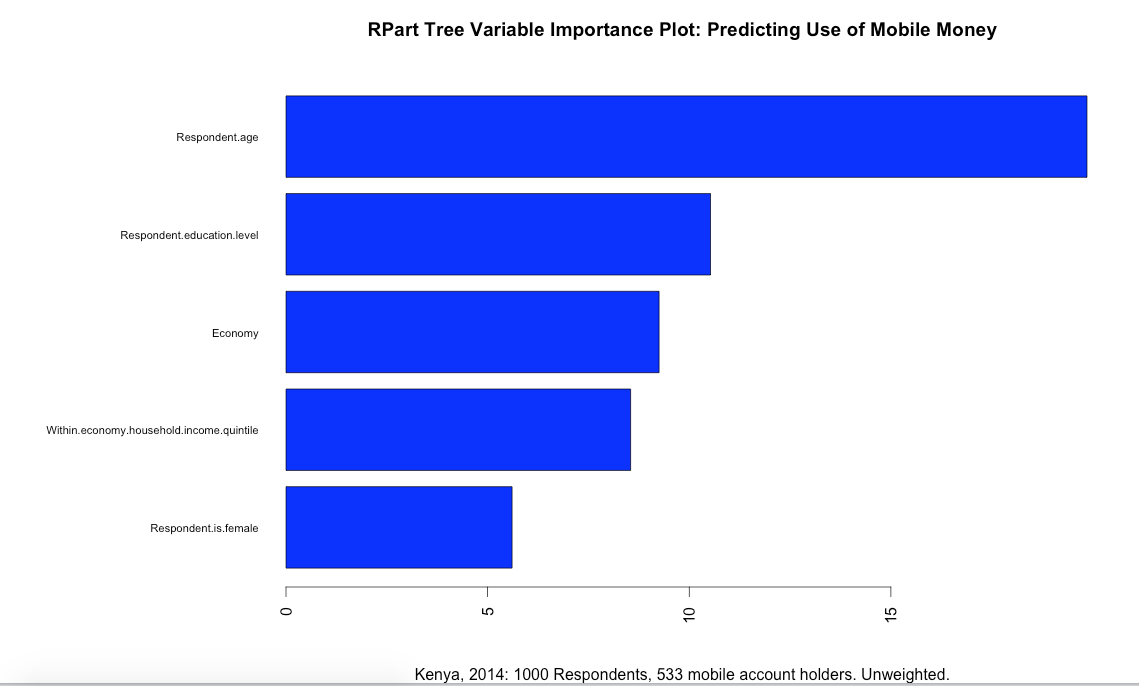 RPart Tree Variable Importance Plot: Predicting Use of Mobile Money
Respondent.age
Respondent.education.level
Economy
Within.economy.household.income.quintile
Respondent.is.female
0 5 10 15
Kenya, 2014: 1000 Respondents, 533 mobile account holders. Unweighted.